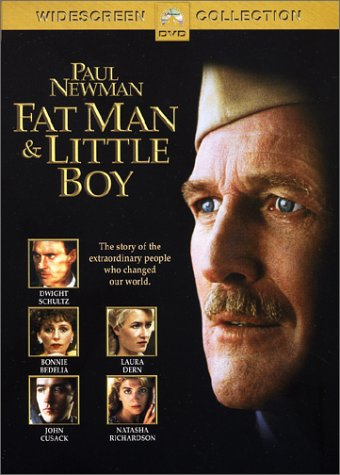 WIDESCREEN COLLECTION
DVD
PAUL
NEWMAN
FAT MAN
& LITTLE
BOY
The story of the
extraordinary people
who changed
our world.
DWIGHT
SCHULTZ
BONNIE
BEDELIA
LAURA
DERN
JOHN
CUSACK
NATASHA
RICHARDSON